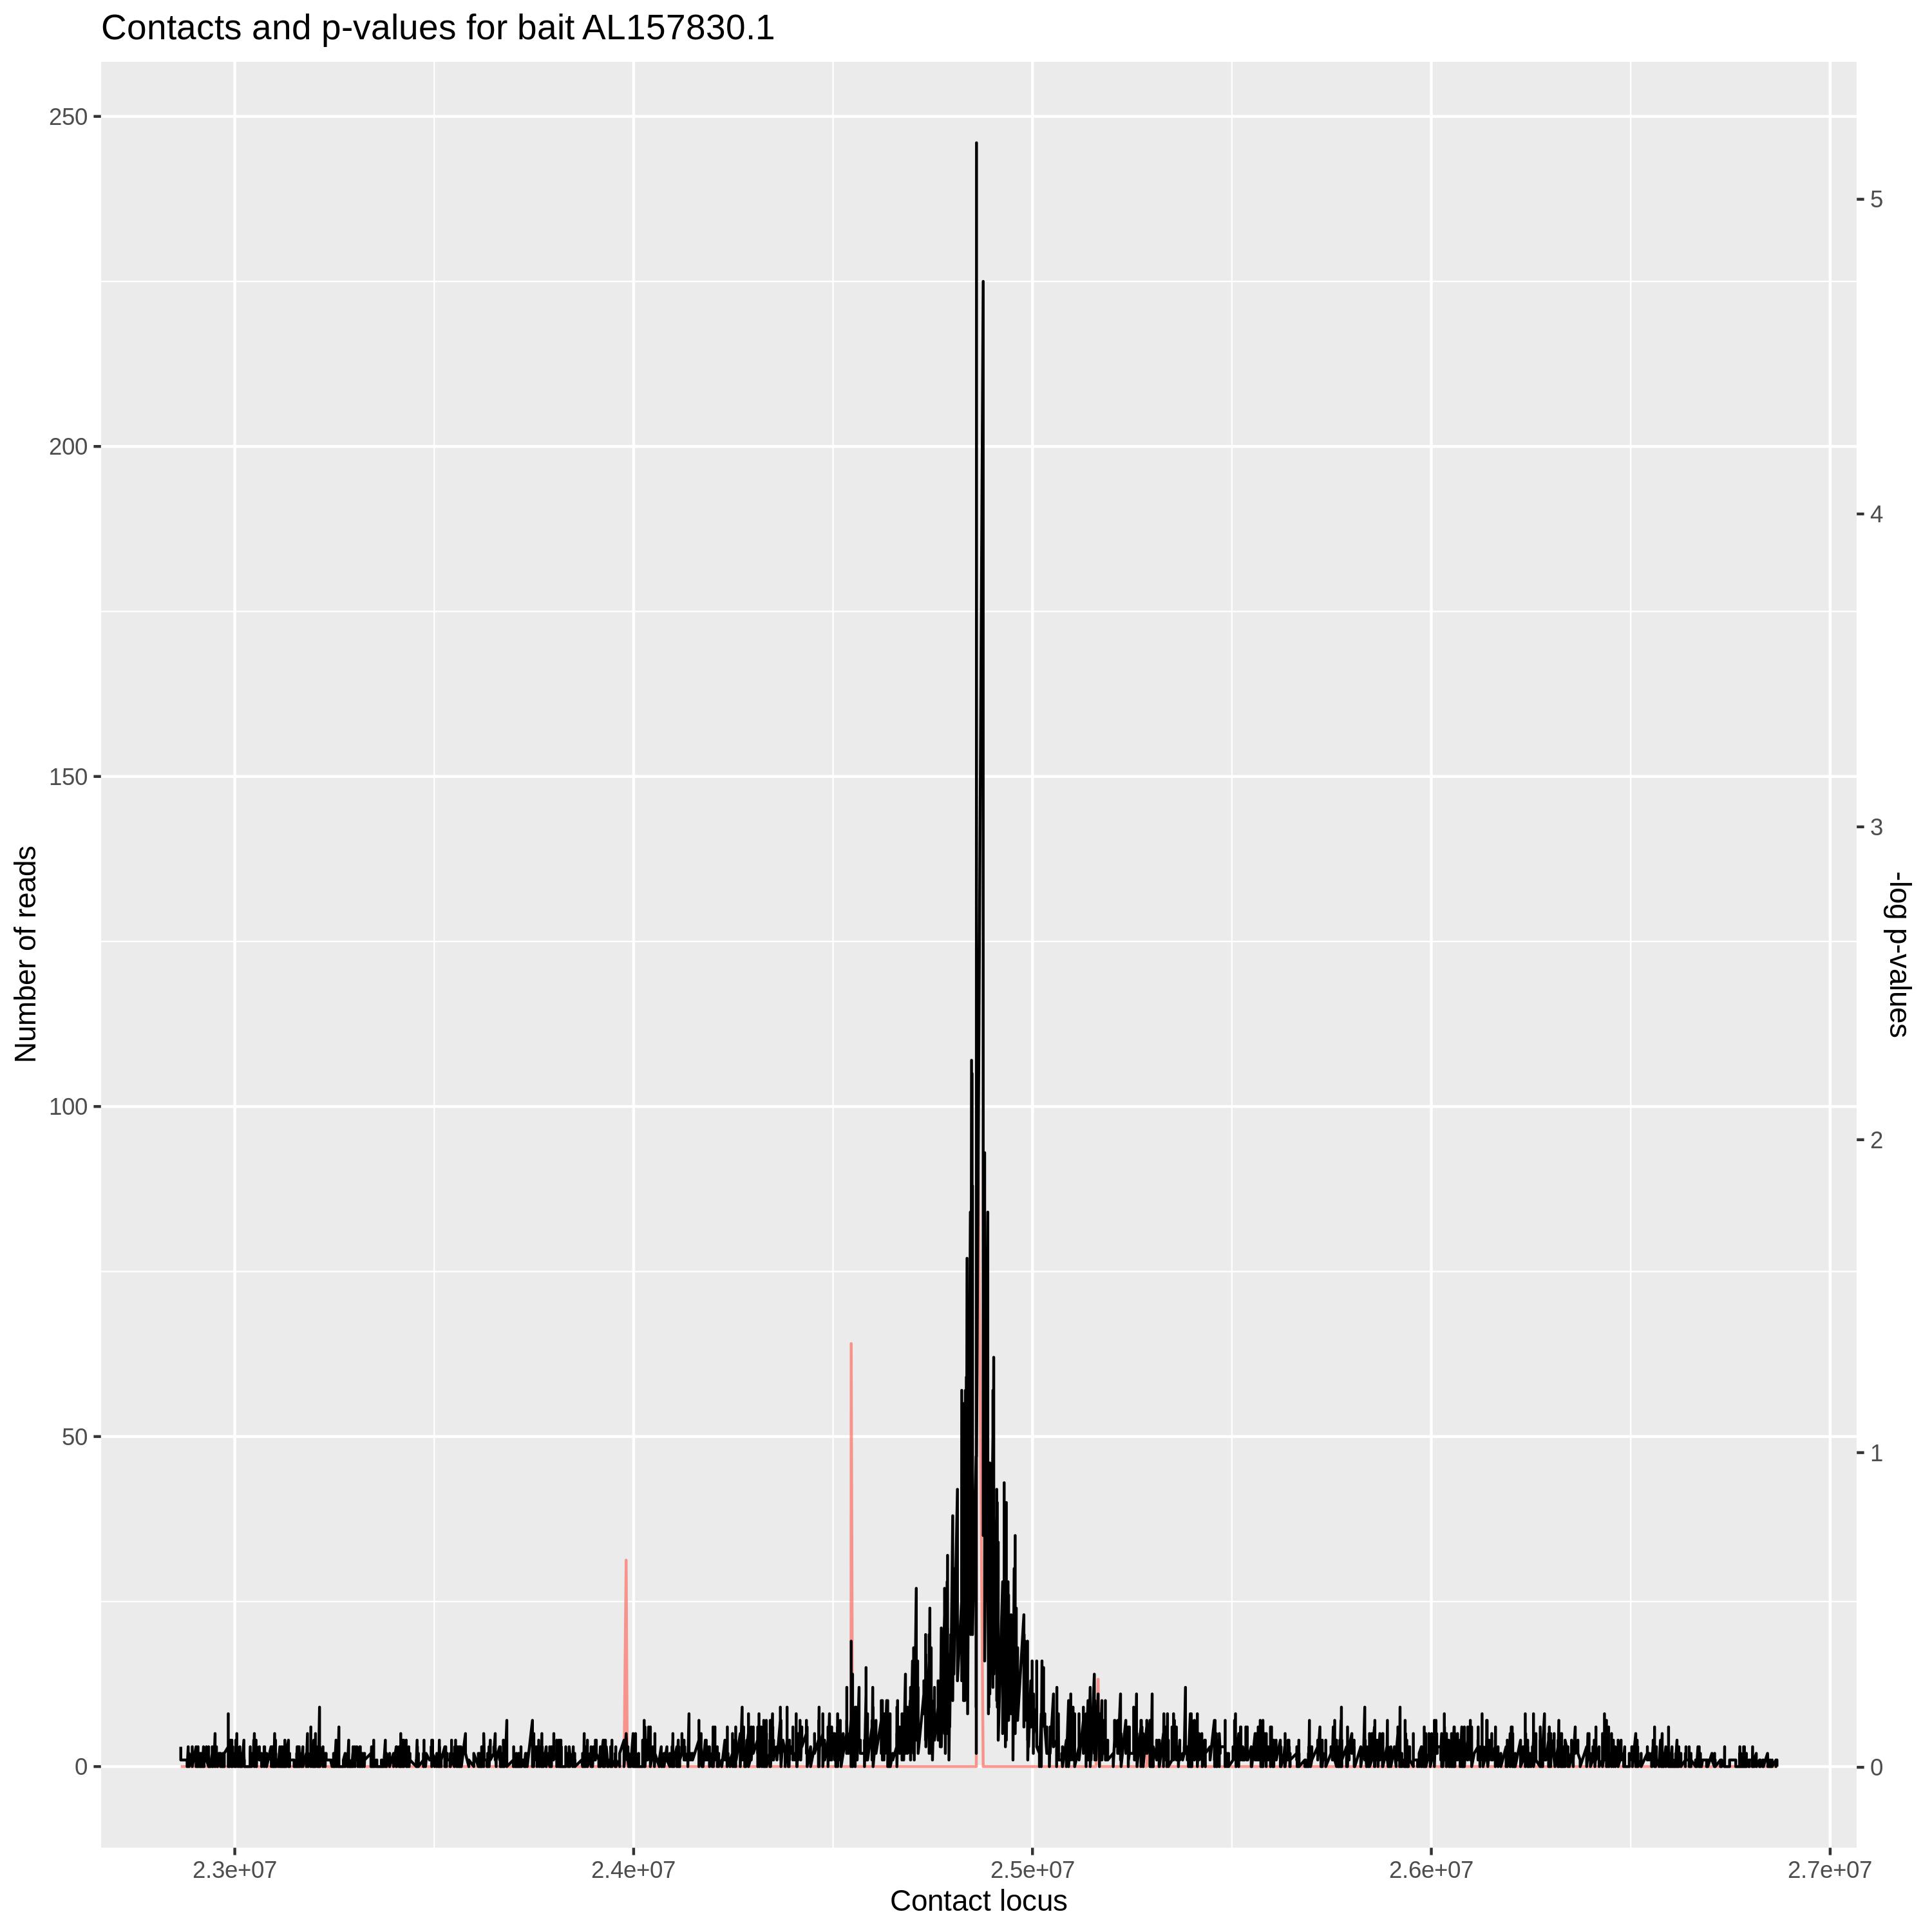 Contacts and p-values for bait AL157830.1
250
200
150
100
50
0
Number of reads
5
4
3
2
1
0
-log p-values
2.3e+07
2.4e+07
2.5e+07
2.6e+07
2.7e+07
Contact locus